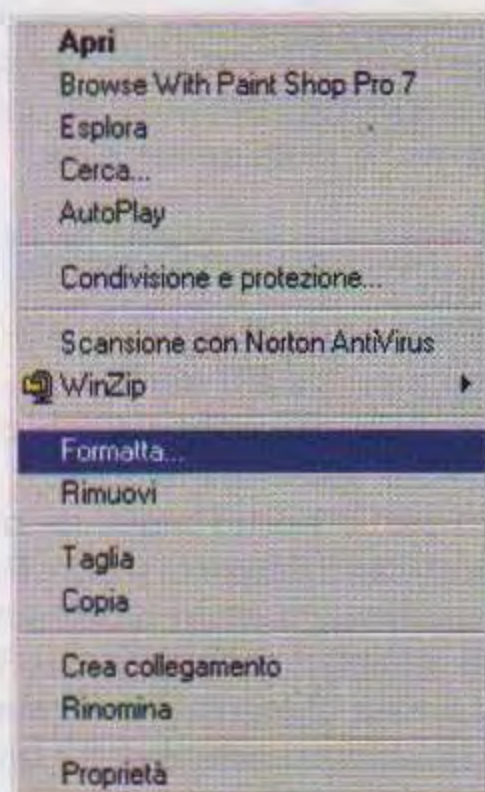 Apri
Browse With Paint Shop Pro 7
Esplora
Cerca...
AutoPlay
Condivisione e protezione...
Scansione con Norton AntiVirus
WinZip
Formatta...
Rimuovi
Taglia
Copia
Crea collegamento
Rinomina
Proprietà